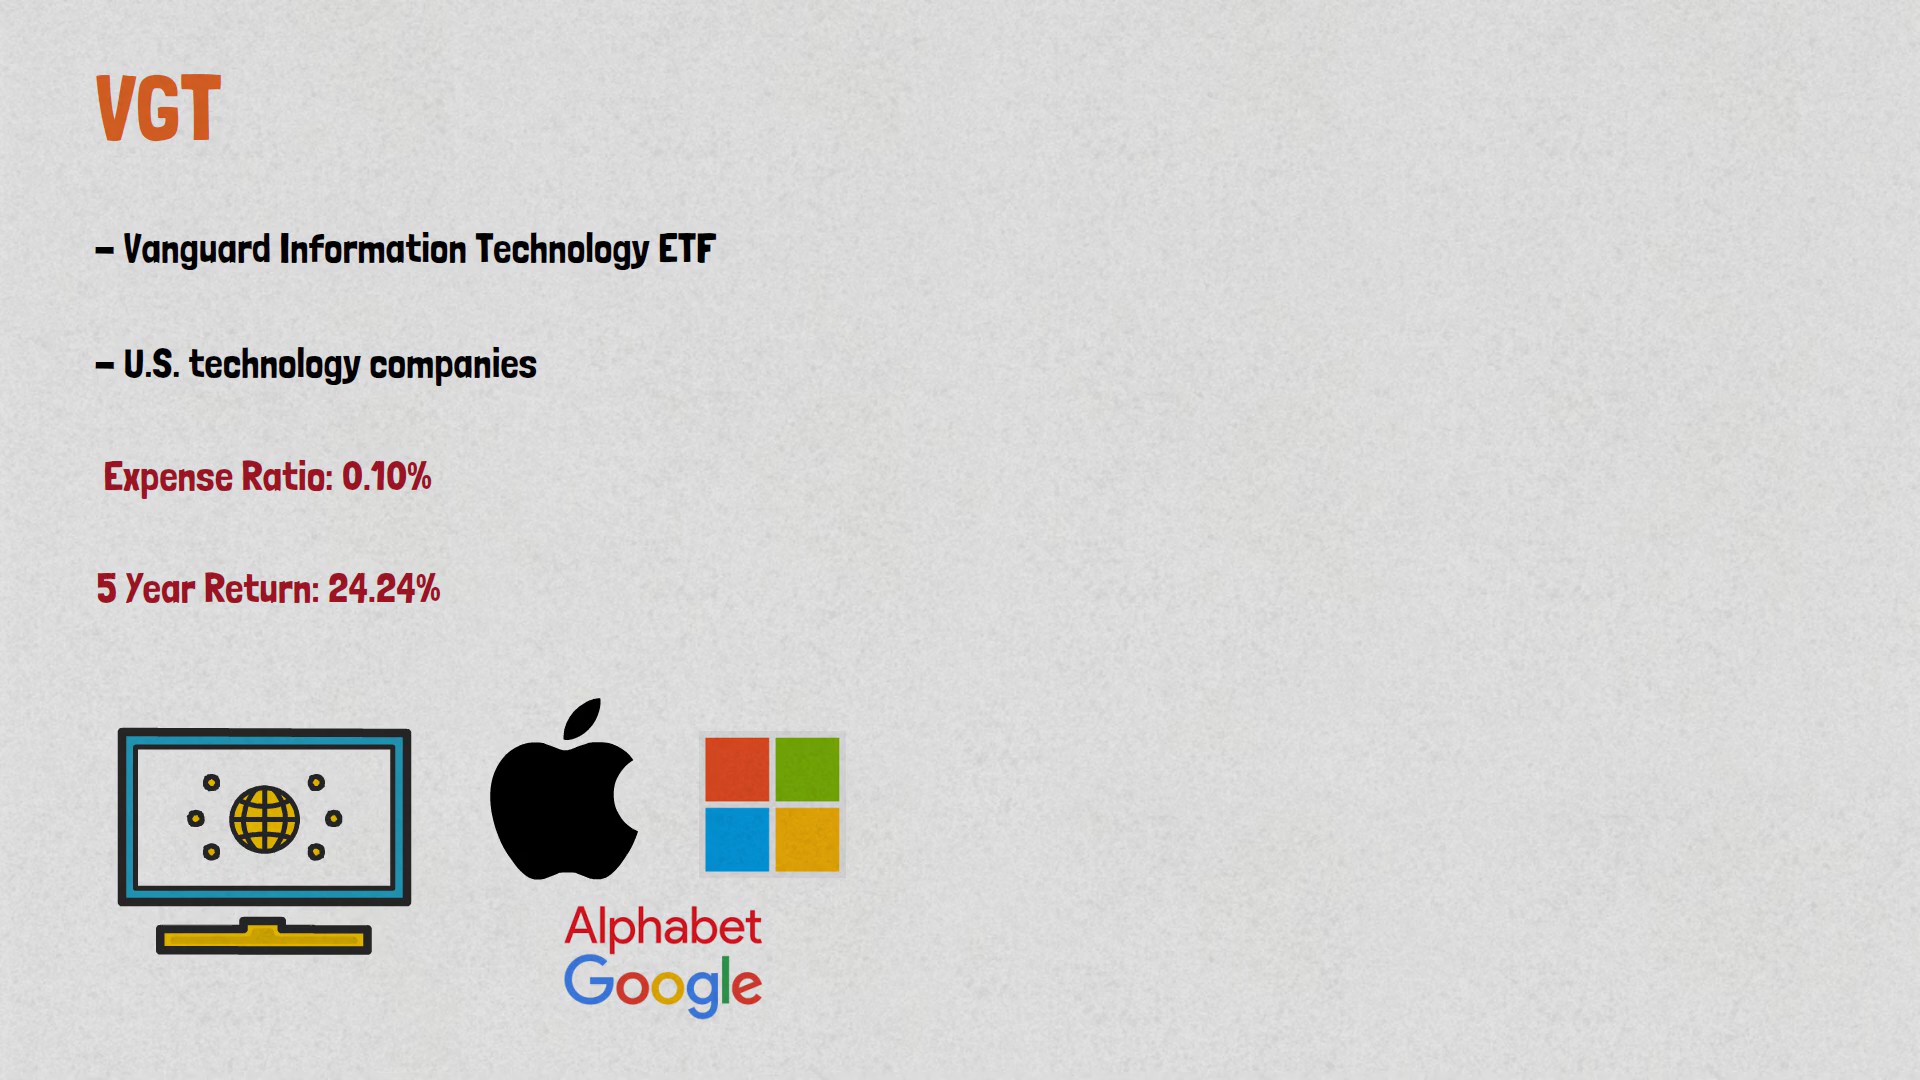 VGT
- Vanguard Information Technology ETF
- U.S. technology companies
Expense Ratio: 0.10%
5 Year Return: 24.24%
Alphabet
Google